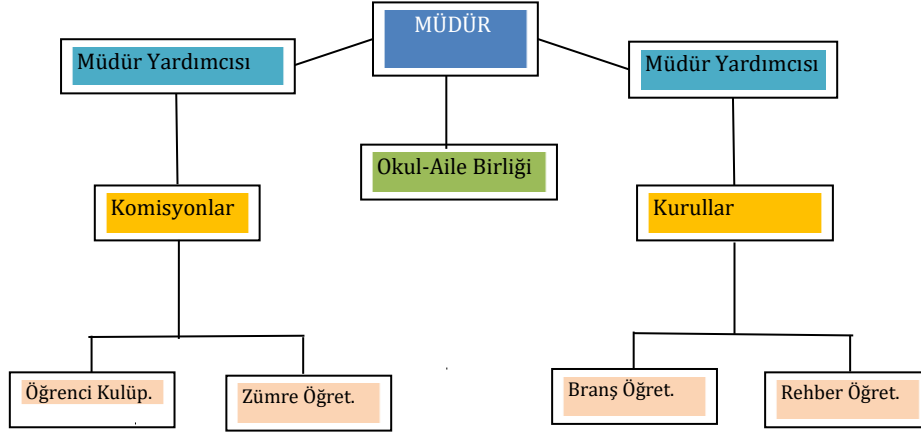 MÜDÜR
Müdür Yardımcısı
Müdür Yardımcısı
Okul-Aile Birliği
Komisyonlar
Kurullar
Öğrenci Kulüp.
Zümre Öğret.
Branş Öğret.
Rehber Öğret.